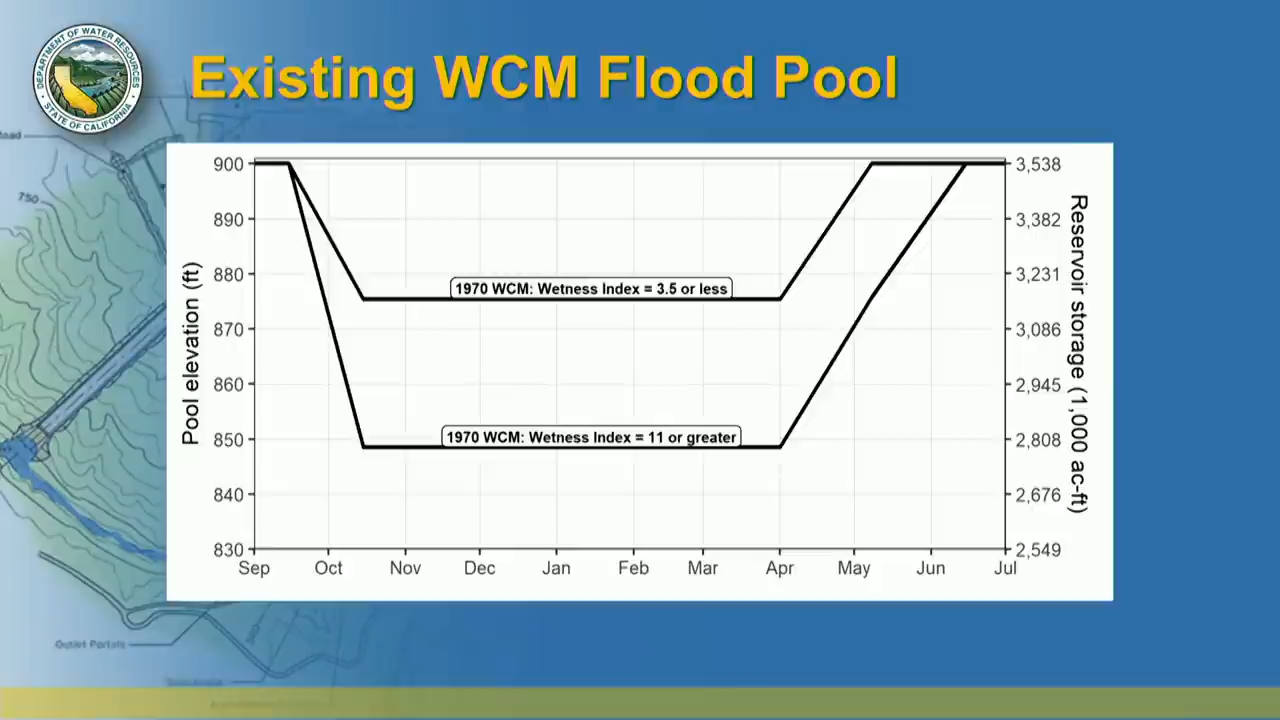 DEPARTMENT OF WATER RESOURCES
STATE OF CALIFORNIA
Existing WCM Flood Pool
750
900
890
880
870
860
850
840
830
Pool elevation (ft)
1970 WCM: Wetness Index = 3.5 or less
1970 WCM: Wetness Index = 11 or greater
3,538
3,382
3,231
3,086
2,945
2,808
2,676
2,549
Reservoir storage (1,000 ac-ft)
Sep Oct Nov Dec Jan Feb Mar Apr May Jun Jul
Outlet Portals